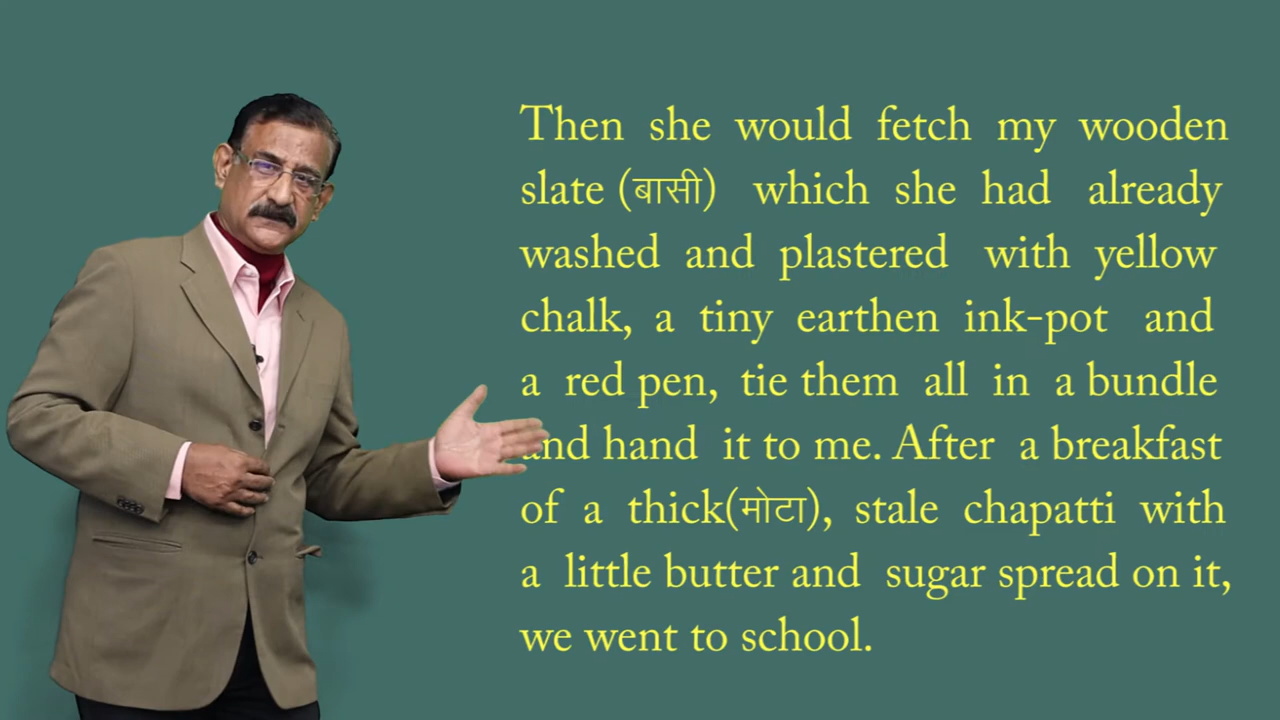 Then she would fetch my wooden
slate (बासी) which she had already
washed and plastered with yellow
chalk, a tiny earthen ink-pot and
a red pen, tie them all in a bundle
and hand it to me. After a breakfast
of a thick(मोटा), stale chapatti with
a little butter and sugar spread on it,
we went to school.